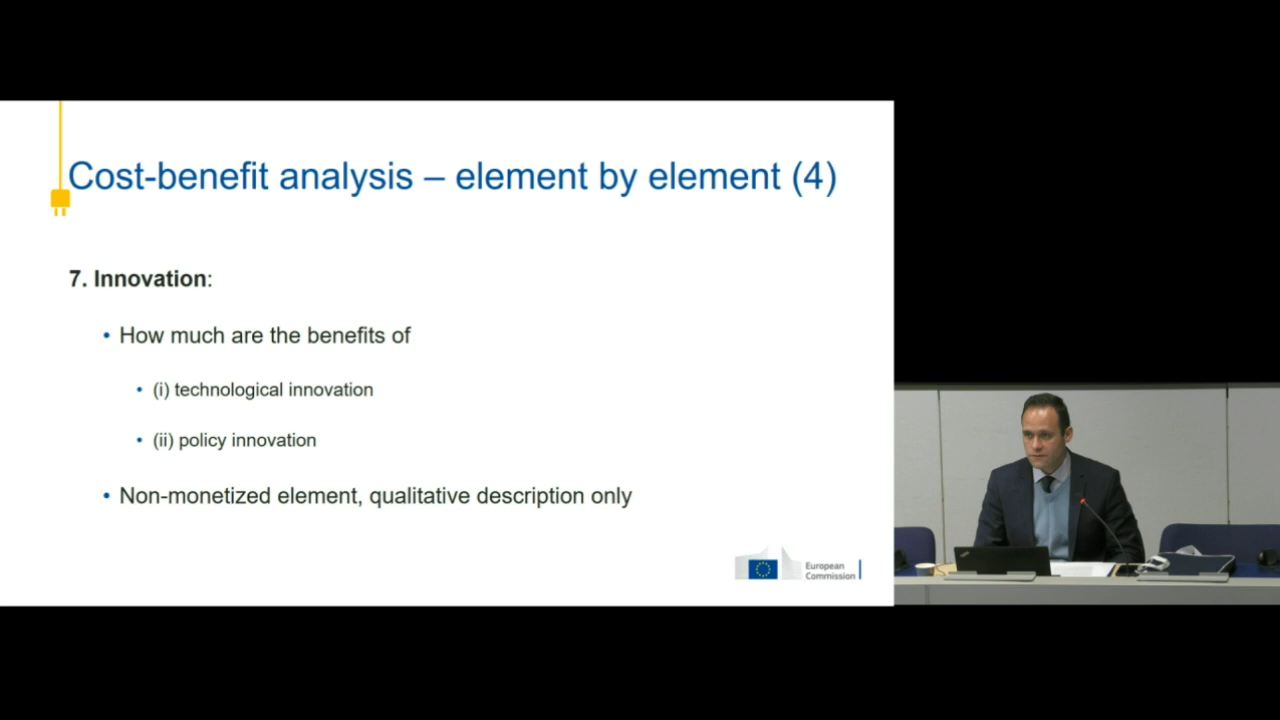 Cost-benefit analysis – element by element (4)
7. Innovation:
• How much are the benefits of
• (i) technological innovation
• (ii) policy innovation
• Non-monetized element, qualitative description only
European
Commission